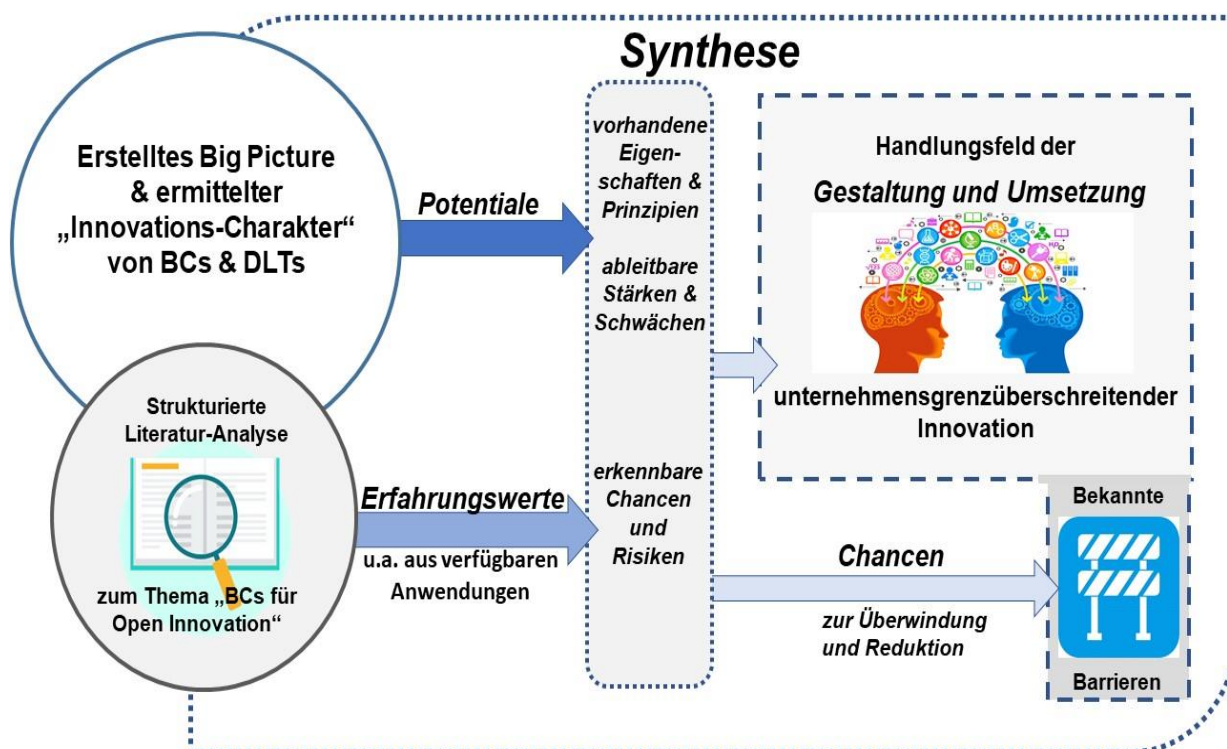 Synthese
Erstelltes Big Picture
& ermittelter
„Innovations-Charakter“
von BCs & DLTs
Potentiale
vorhandene
Eigen-
schaften &
Prinzipien
ableitbare
Stärken &
Schwächen
Handlungsfeld der
Gestaltung und Umsetzung
unternehmensgrenzüberschreitender
Innovation
Strukturierte
Literatur-Analyse
zum Thema „BCs für
Open Innovation“
Erfahrungswerte
u.a. aus verfügbaren
Anwendungen
erkennbare
Chancen
und
Risiken
Chancen
zur Überwindung
und Reduktion
Bekannte
Barrieren